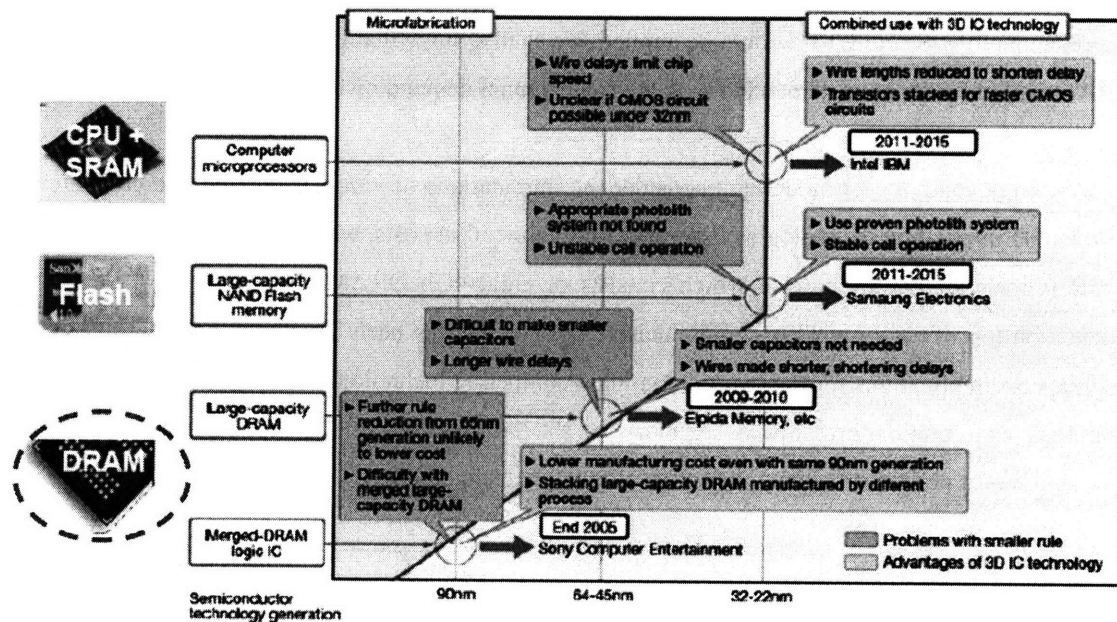 Microfabrication
Combined use with 3D IC technology
▶ Wire delays limit chip
speed
▶ Unclear if CMOS circuit
possible under 32nm
▶ Wire lengths reduced to shorten delay
▶ Transistors stacked for faster CMOS
circuits
CPU +
SRAM
Computer
microprocessors
2011-2015
Intel IBM
▶ Appropriate photolith
system not found
▶ Unstable cell operation
▶ Use proven photolith system
▶ Stable cell operation
Flash
Large-capacity
NAND Flash
memory
2011-2015
Samsung Electronics
▶ Difficult to make smaller
capacitors
▶ Longer wire delays
▶ Smaller capacitors not needed
▶ Wires made shorter, shortening delays
Large-capacity
DRAM
2009-2010
Elpida Memory, etc
▶ Further rule
reduction from 65nm
generation unlikely
to lower cost
▶ Difficulty with
merged large-
capacity DRAM
▶ Lower manufacturing cost even with same 90nm generation
▶ Stacking large-capacity DRAM manufactured by different
process
DRAM
Merged-DRAM
logic IC
End 2005
Sony Computer Entertainment
Problems with smaller rule
Advantages of 3D IC technology
Semiconductor
technology generation
90nm
64-45nm
32-22nm